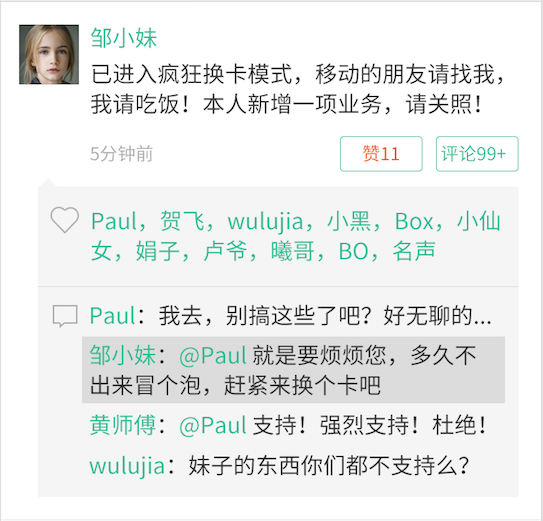 邹小妹
已进入疯狂换卡模式，移动的朋友请找我，
我请吃饭！本人新增一项业务，请关照！
5分钟前
赞11
评论99+
Paul，贺飞，wulujia，小黑，Box，小仙
女，娟子，卢爷，曦哥，BO，名声
Paul：我去，别搞这些了吧？好无聊的...
邹小妹：@Paul 就是要烦烦您，多久不
出来冒个泡，赶紧来换个卡吧
黄师傅：@Paul 支持！强烈支持！杜绝！
wulujia：妹子的东西你们都不支持么？